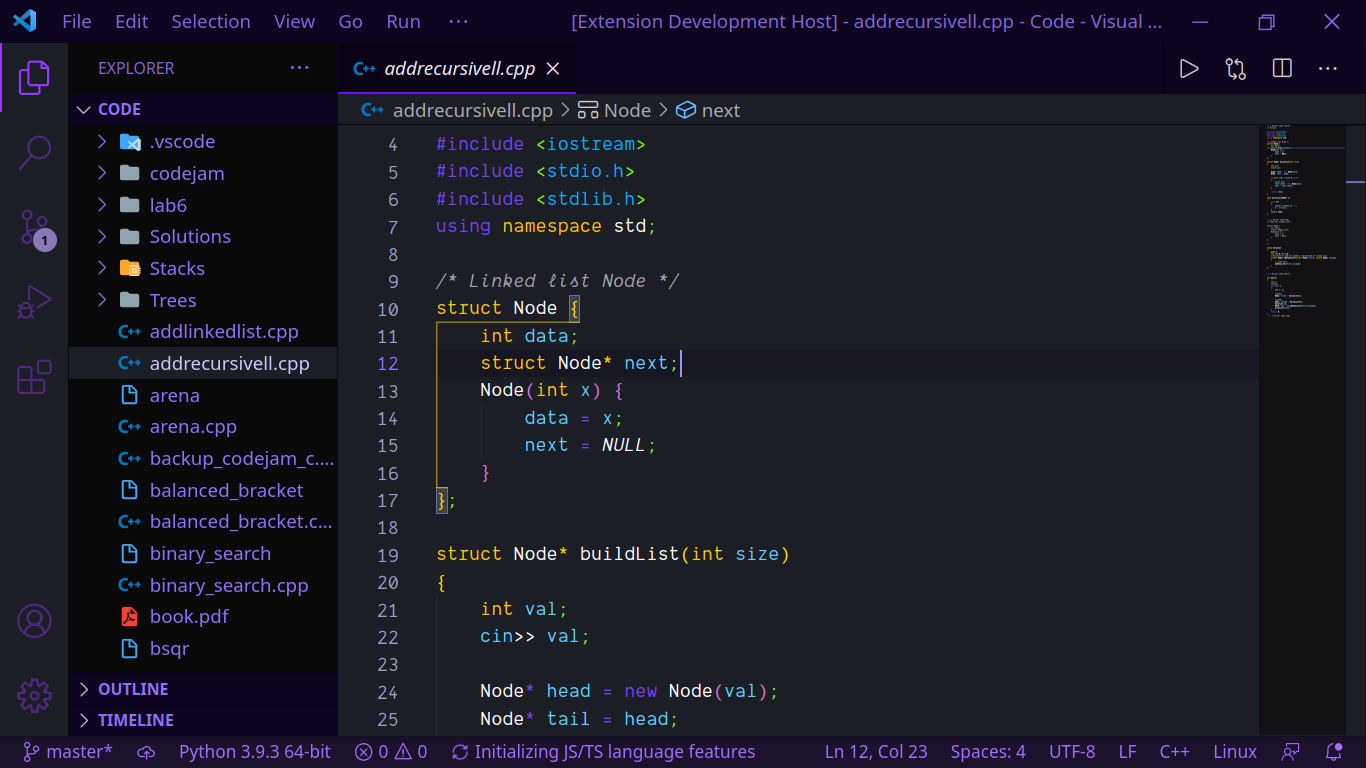 File Edit Selection View Go Run ··· [Extension Development Host] - addrecursivell.cpp - Code - Visual ...
EXPLORER ···
CODE
.vscode
codejam
lab6
Solutions
Stacks
Trees
addlinkedlist.cpp
addrecursivell.cpp
arena
arena.cpp
backup_codejam_c....
balanced_bracket
balanced_bracket.c...
binary_search
binary_search.cpp
book.pdf
bsqr
OUTLINE
TIMELINE
1
C++ addrecursivell.cpp
C++ addrecursivell.cpp > Node > next
4 #include <iostream>
5 #include <stdio.h>
6 #include <stdlib.h>
7 using namespace std;
8
9 /* Linked list Node */
10 struct Node {
11 int data;
12 struct Node* next;
13 Node(int x) {
14 data = x;
15 next = NULL;
16 }
17 };
18
19 struct Node* buildList(int size)
20 {
21 int val;
22 cin>> val;
23
24 Node* head = new Node(val);
25 Node* tail = head;
master* Python 3.9.3 64-bit 0 0 Initializing JS/TS language features Ln 12, Col 23 Spaces: 4 UTF-8 LF C++ Linux